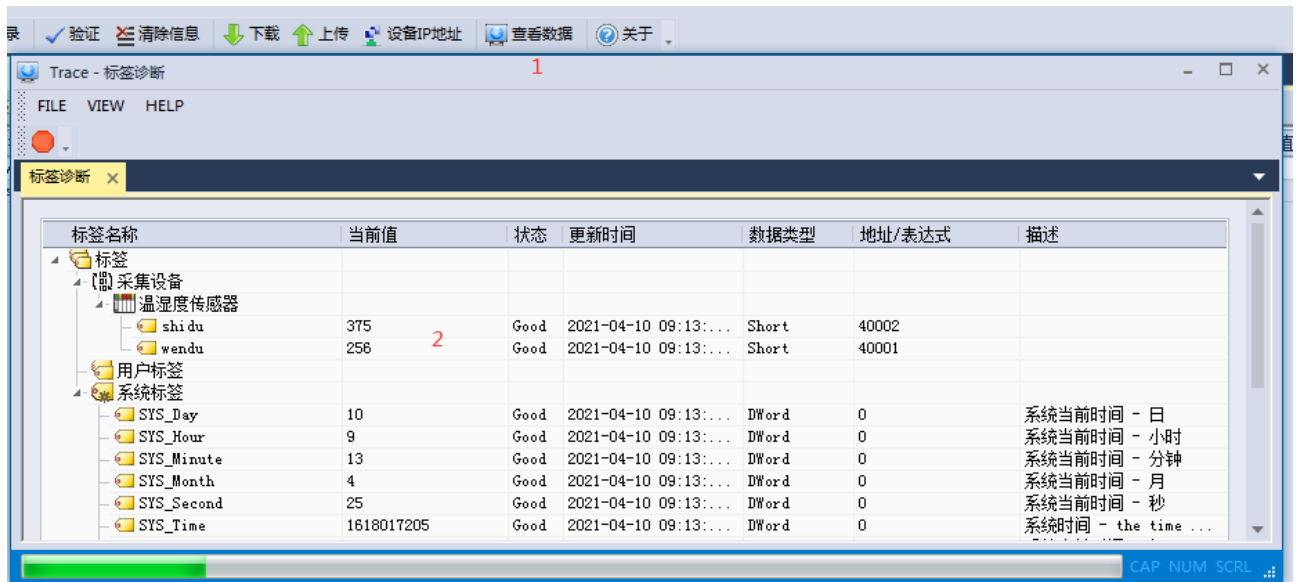 录 验证 清除信息 下载 上传 设备IP地址 查看数据 关于
1
Trace - 标签诊断
FILE VIEW HELP
标签诊断
标签名称 当前值 状态 更新时间 数据类型 地址/表达式 描述
标签
采集设备
温湿度传感器
shidu 375 Good 2021-04-10 09:13:... Short 40002
2
wendu 256 Good 2021-04-10 09:13:... Short 40001
用户标签
系统标签
SYS_Day 10 Good 2021-04-10 09:13:... DWord 0 系统当前时间 - 日
SYS_Hour 9 Good 2021-04-10 09:13:... DWord 0 系统当前时间 - 小时
SYS_Minute 13 Good 2021-04-10 09:13:... DWord 0 系统当前时间 - 分钟
SYS_Month 4 Good 2021-04-10 09:13:... DWord 0 系统当前时间 - 月
SYS_Second 25 Good 2021-04-10 09:13:... DWord 0 系统当前时间 - 秒
SYS_Time 1618017205 Good 2021-04-10 09:13:... DWord 0 系统时间 - the time ...
CAP NUM SCRL